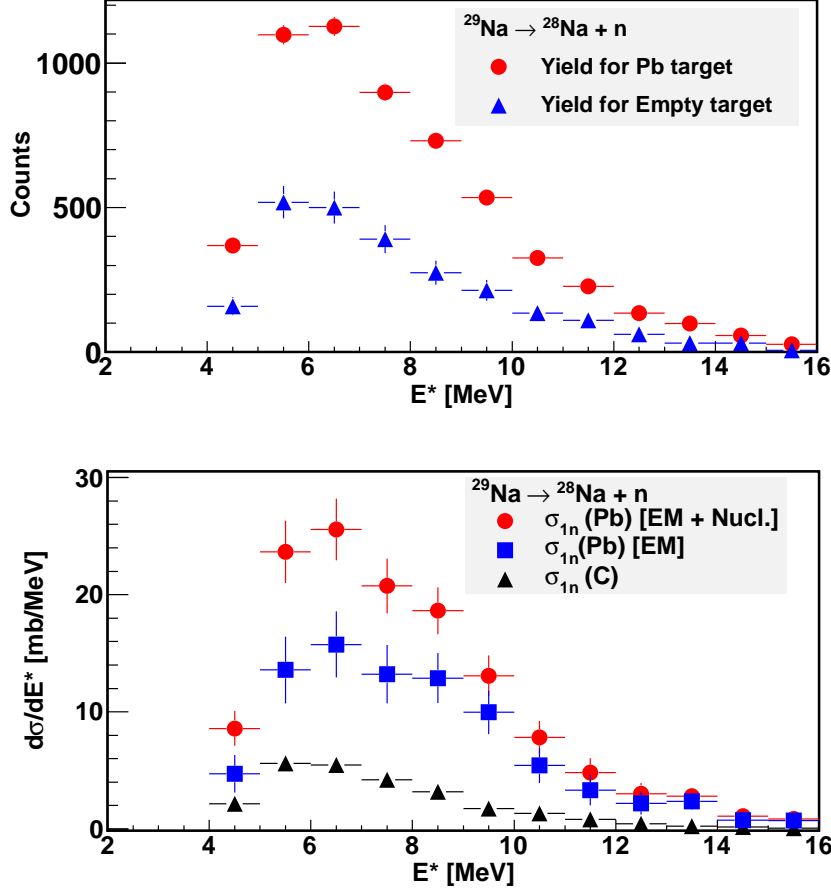 ²⁹Na → ²⁸Na + n
Yield for Pb target
Yield for Empty target
Counts
1000
500
0
2 4 6 8 10 12 14 16
E* [MeV]
²⁹Na → ²⁸Na + n
σ₁ₙ (Pb) [EM + Nucl.]
σ₁ₙ(Pb) [EM]
σ₁ₙ (C)
dσ/dE* [mb/MeV]
30
20
10
0
2 4 6 8 10 12 14 16
E* [MeV]